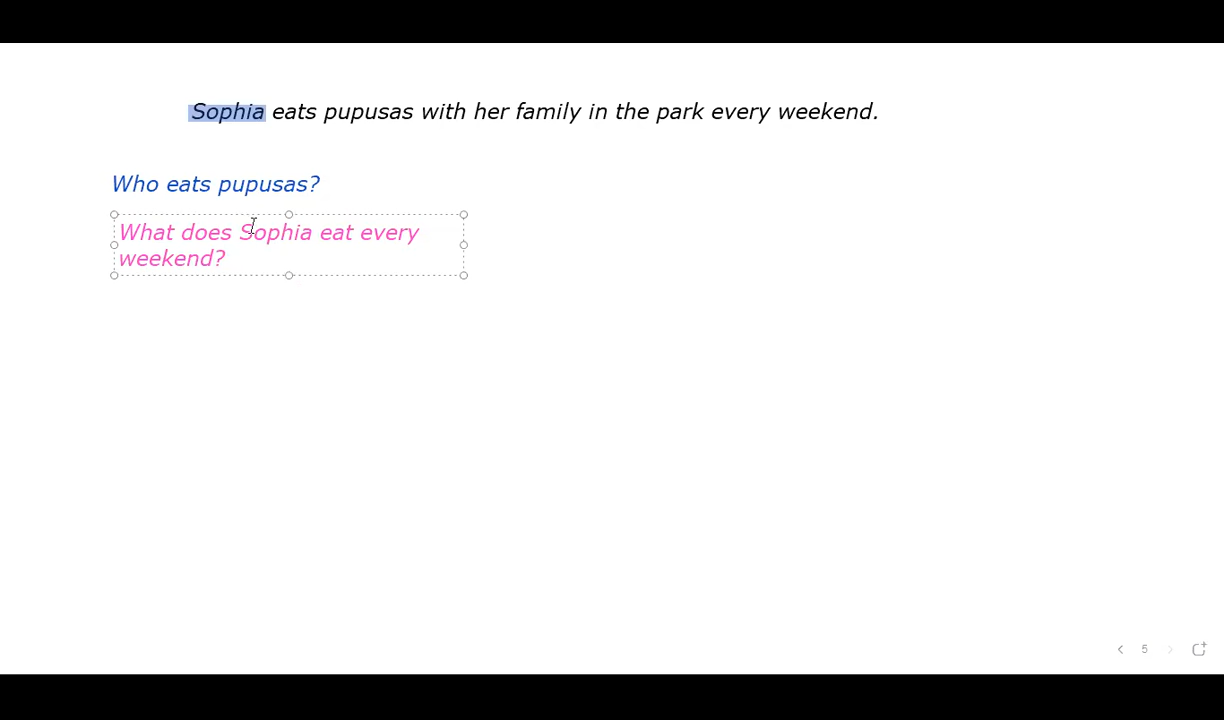 Sophia eats pupusas with her family in the park every weekend.
Who eats pupusas?
What does Sophia eat every
weekend?
5